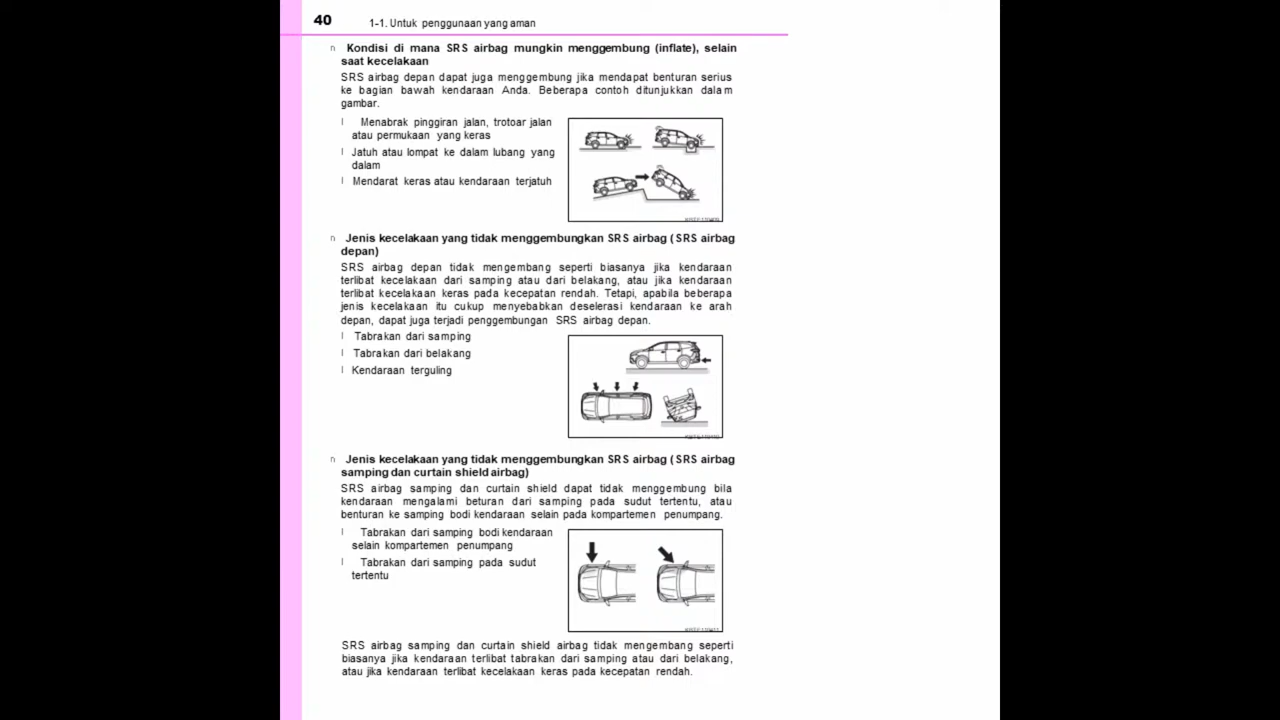 40
1-1. Untuk penggunaan yang aman
n Kondisi di mana SRS airbag mungkin menggembung (inflate), selain
saat kecelakaan
SRS airbag depan dapat juga menggembung jika mendapat benturan serius
ke bagian bawah kendaraan Anda. Beberapa contoh ditunjukkan dalam
gambar.
l Menabrak pinggiran jalan, trotoar jalan
atau permukaan yang keras
l Jatuh atau lompat ke dalam lubang yang
dalam
l Mendarat keras atau kendaraan terjatuh
n Jenis kecelakaan yang tidak menggembungkan SRS airbag (SRS airbag
depan)
SRS airbag depan tidak mengembang seperti biasanya jika kendaraan
terlibat kecelakaan dari samping atau dari belakang, atau jika kendaraan
terlibat kecelakaan keras pada kecepatan rendah. Tetapi, apabila beberapa
jenis kecelakaan itu cukup menyebabkan deselerasi kendaraan ke arah
depan, dapat juga terjadi penggembungan SRS airbag depan.
l Tabrakan dari samping
l Tabrakan dari belakang
l Kendaraan terguling
n Jenis kecelakaan yang tidak menggembungkan SRS airbag (SRS airbag
samping dan curtain shield airbag)
SRS airbag samping dan curtain shield dapat tidak menggembung bila
kendaraan mengalami beturan dari samping pada sudut tertentu, atau
benturan ke samping bodi kendaraan selain pada kompartemen penumpang.
l Tabrakan dari samping bodi kendaraan
selain kompartemen penumpang
l Tabrakan dari samping pada sudut
tertentu
SRS airbag samping dan curtain shield airbag tidak mengembang seperti
biasanya jika kendaraan terlibat tabrakan dari samping atau dari belakang,
atau jika kendaraan terlibat kecelakaan keras pada kecepatan rendah.